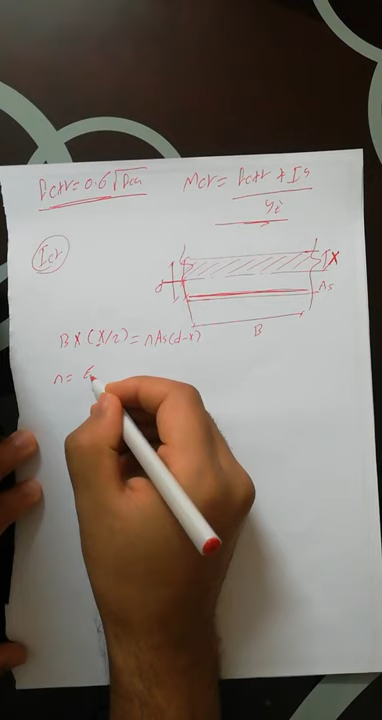 Fctr = 0.6 √Fcu
Mcr = Fctr * Ig / yt
Icr
X
d
As
B
B X (X/2) = n As (d-x)
n = E